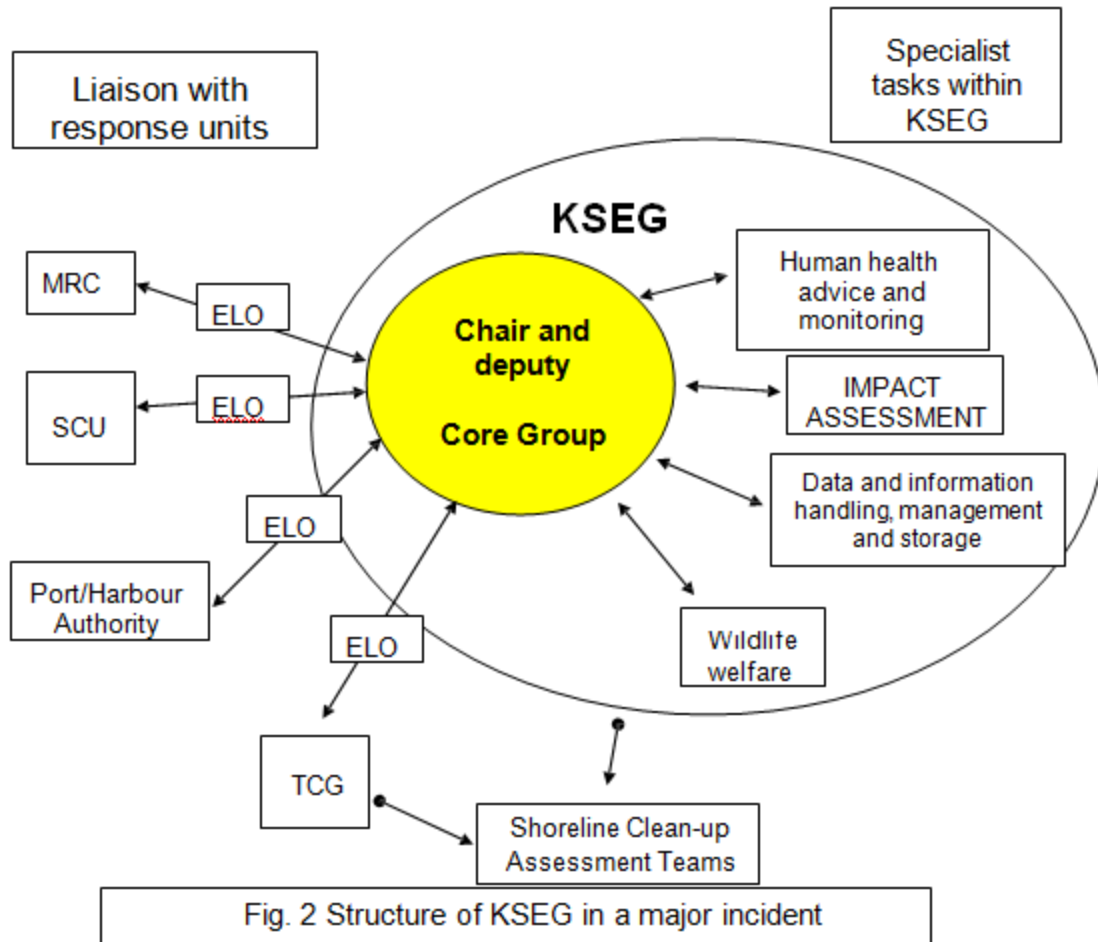 Liaison with
response units
Specialist
tasks within
KSEG
KSEG
MRC
ELO
SCU
ELO
ELO
Port/Harbour
Authority
ELO
TCG
Chair and
deputy
Core Group
Human health
advice and
monitoring
IMPACT
ASSESSMENT
Data and information
handling, management
and storage
Wildlife
welfare
Shoreline Clean-up
Assessment Teams
Fig. 2 Structure of KSEG in a major incident